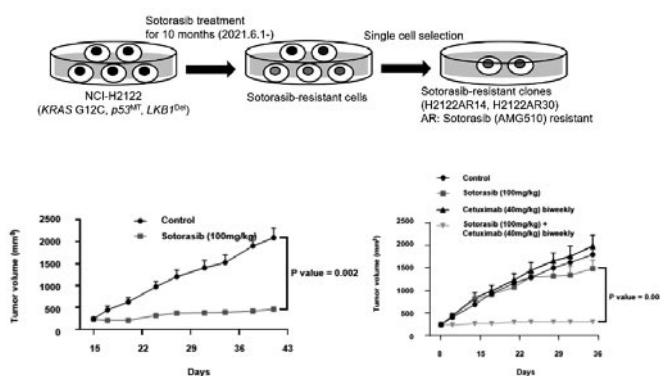 Sotorasib treatment
for 10 months (2021.6.1-)
Single cell selection
NCI-H2122
(KRAS G12C, p53MT, LKB1Del)
Sotorasib-resistant cells
Sotorasib-resistant clones
(H2122AR14, H2122AR30)
AR: Sotorasib (AMG510) resistant
Control
Sotorasib (100mg/kg)
Tumor volume (mm³)
2500
2000
1500
1000
500
0
15
22
29
36
43
Days
P value = 0.002
Control
Sotorasib (100mg/kg)
Cetuximab (40mg/kg) biweekly
Sotorasib (100mg/kg) +
Cetuximab (40mg/kg) biweekly
Tumor volume (mm³)
2500
2000
1500
1000
500
0
8
15
22
29
36
Days
P value = 0.00